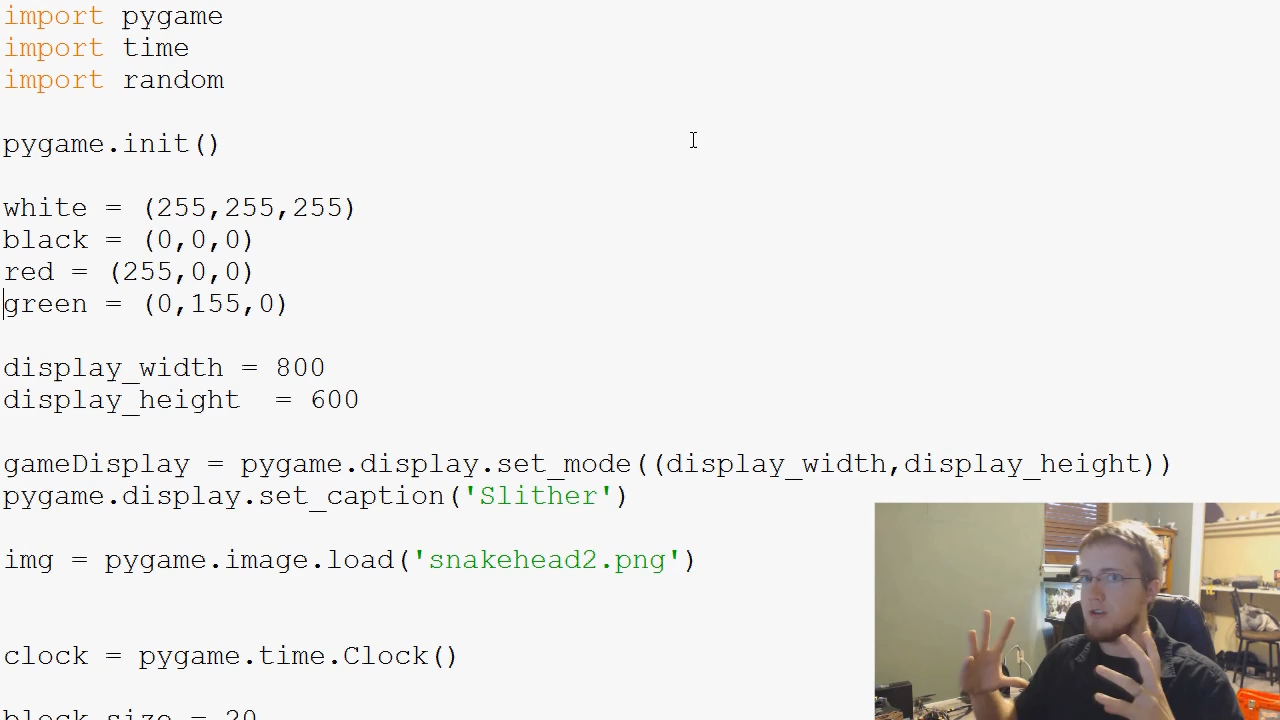 import pygame
import time
import random
pygame.init()
white = (255,255,255)
black = (0,0,0)
red = (255,0,0)
green = (0,155,0)
display_width = 800
display_height  = 600
gameDisplay = pygame.display.set_mode((display_width,display_height))
pygame.display.set_caption('Slither')
img = pygame.image.load('snakehead2.png')
clock = pygame.time.Clock()
block_size = 20